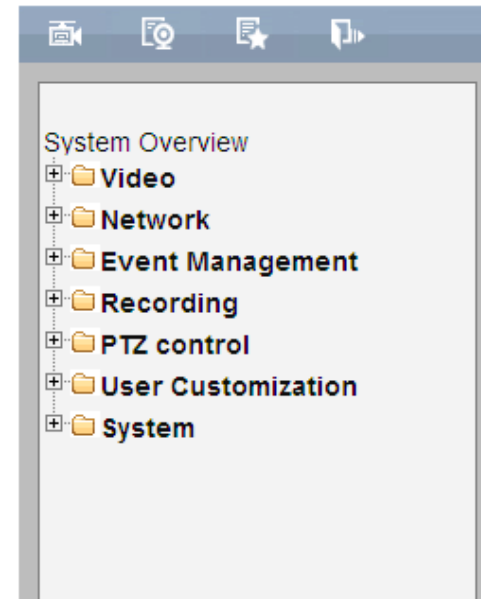 System Overview
Video
Network
Event Management
Recording
PTZ control
User Customization
System